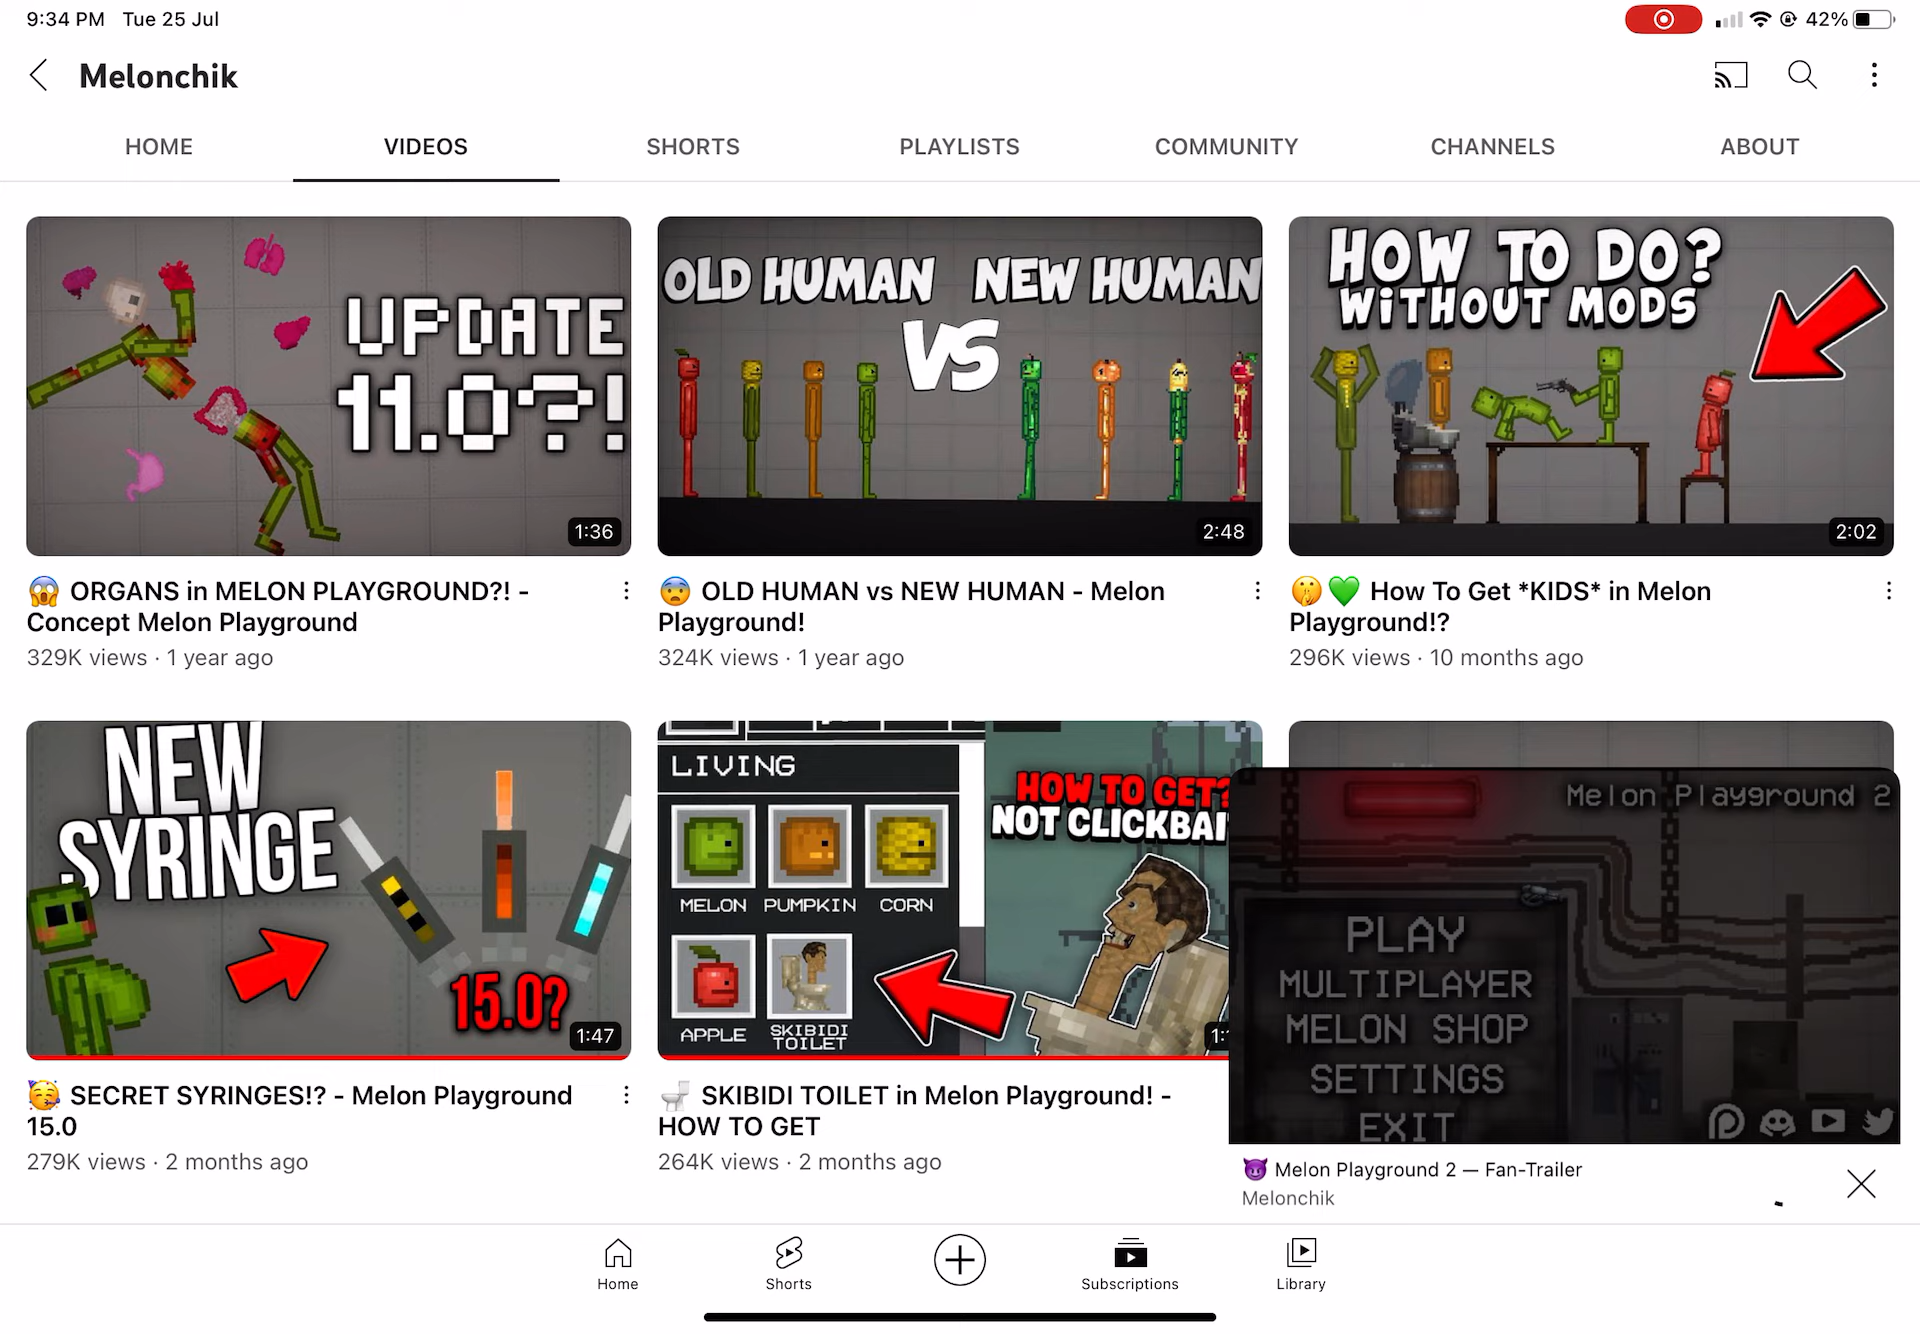 9:34 PM Tue 25 Jul
42%
Melonchik
HOME
VIDEOS
SHORTS
PLAYLISTS
COMMUNITY
CHANNELS
ABOUT
UPDATE
11.0?!
1:36
OLD HUMAN NEW HUMAN
VS
2:48
HOW TO DO?
WITHOUT MODS
2:02
😱 ORGANS in MELON PLAYGROUND?! -
Concept Melon Playground
329K views · 1 year ago
😨 OLD HUMAN vs NEW HUMAN - Melon
Playground!
324K views · 1 year ago
🤫💚 How To Get *KIDS* in Melon
Playground!?
296K views · 10 months ago
NEW
SYRINGE
15.0?
1:47
LIVING
MELON PUMPKIN CORN
APPLE SKIBIDI
TOILET
HOW TO GET?
NOT CLICKBAI
1:
🥳 SECRET SYRINGES!? - Melon Playground
15.0
279K views · 2 months ago
🚽 SKIBIDI TOILET in Melon Playground! -
HOW TO GET
264K views · 2 months ago
Melon Playground 2
PLAY
MULTIPLAYER
MELON SHOP
SETTINGS
EXIT
😈 Melon Playground 2 — Fan-Trailer
Melonchik
Home
Shorts
Subscriptions
Library